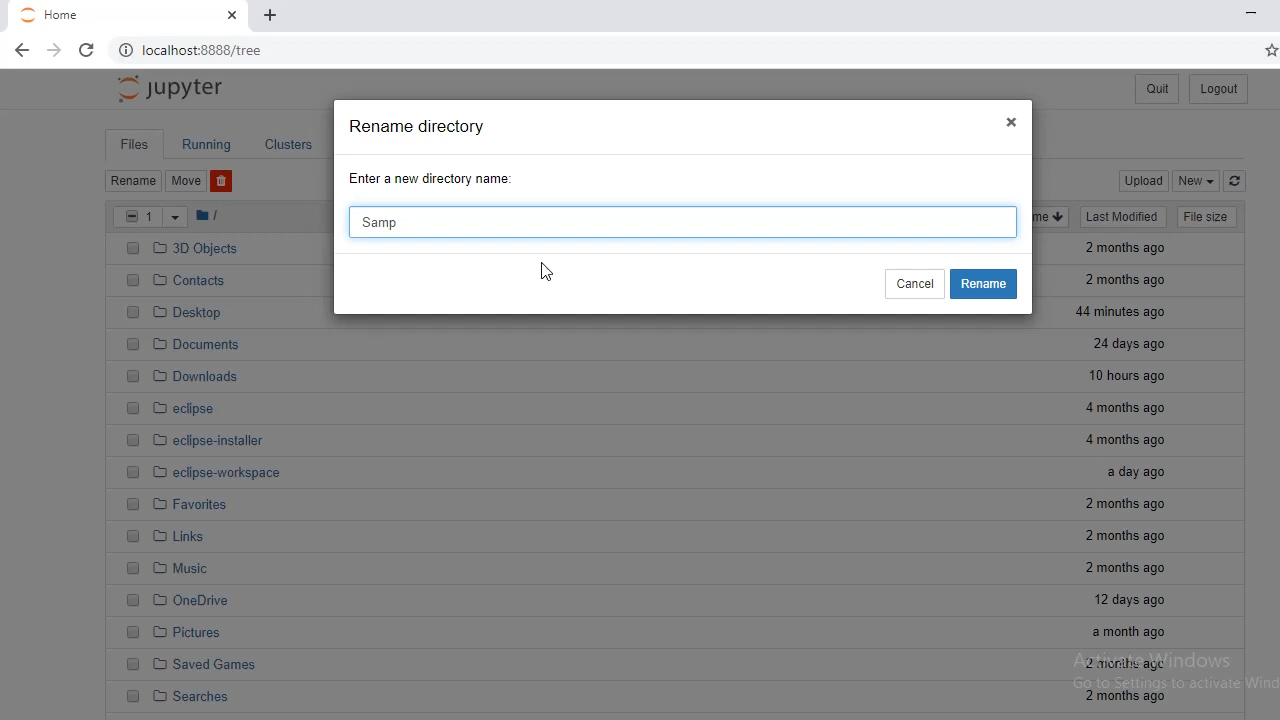 Home
localhost:8888/tree
jupyter
Quit
Logout
Rename directory
Files
Running
Clusters
Enter a new directory name:
Rename
Move
Upload
New
1
/
Samp
me
Last Modified
File size
3D Objects
2 months ago
Contacts
2 months ago
Cancel
Rename
Desktop
44 minutes ago
Documents
24 days ago
Downloads
10 hours ago
eclipse
4 months ago
eclipse-installer
4 months ago
eclipse-workspace
a day ago
Favorites
2 months ago
Links
2 months ago
Music
2 months ago
OneDrive
12 days ago
Pictures
a month ago
Saved Games
2 months ago
Activate Windows
Go to Settings to activate Wind
Searches
2 months ago